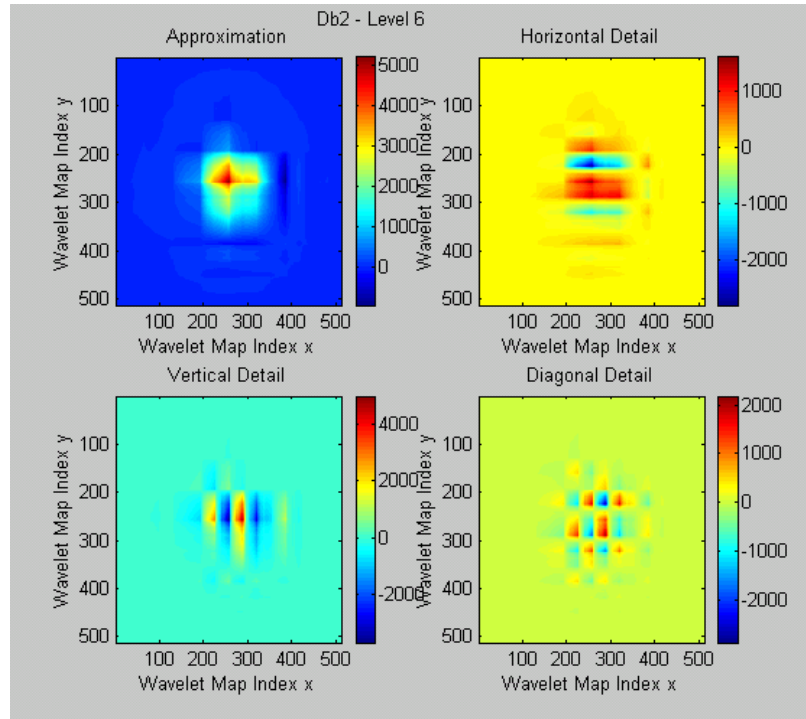 Db2 - Level 6
Approximation
Horizontal Detail
Wavelet Map Index y
100
200
300
400
500
100 200 300 400 500
Wavelet Map Index x
5000
4000
3000
2000
1000
0
Wavelet Map Index y
100
200
300
400
500
100 200 300 400 500
Wavelet Map Index x
1000
0
-1000
-2000
Vertical Detail
Diagonal Detail
Wavelet Map Index y
100
200
300
400
500
100 200 300 400 500
Wavelet Map Index x
4000
2000
0
-2000
Wavelet Map Index y
100
200
300
400
500
100 200 300 400 500
Wavelet Map Index x
2000
1000
0
-1000
-2000